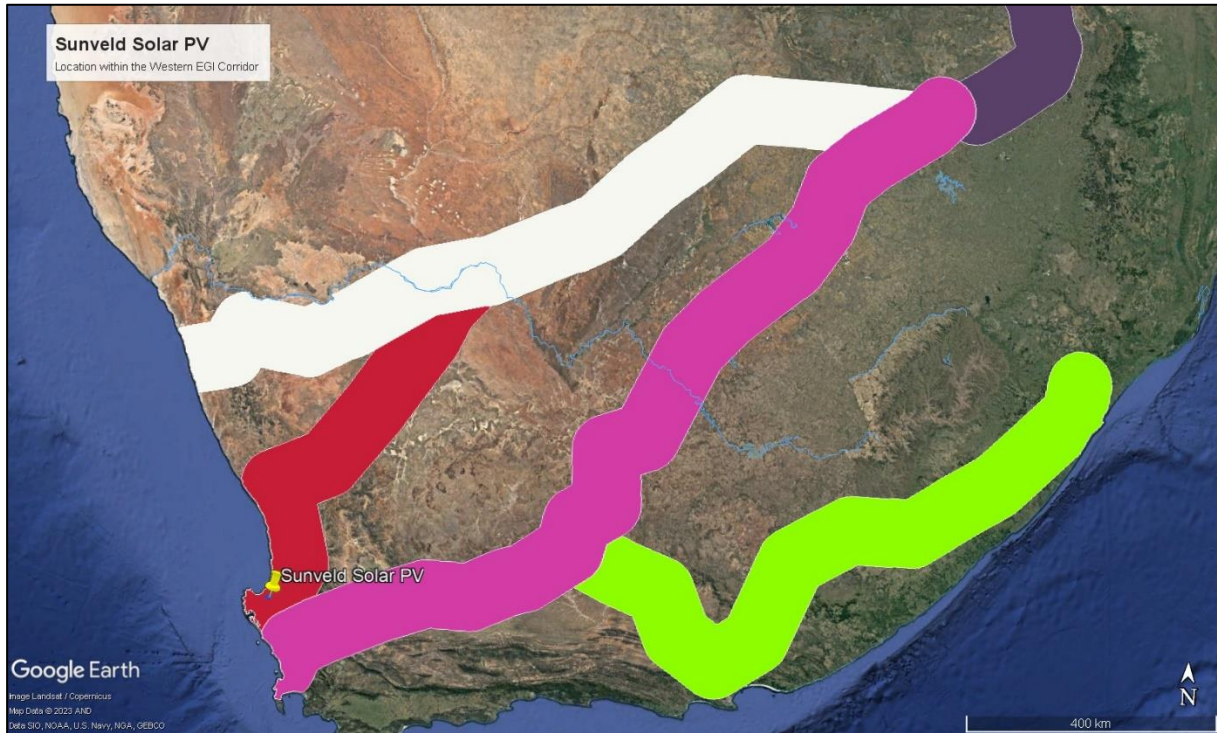 Sunveld Solar PV
Location within the Western EGI Corridor
Sunveld Solar PV
Google Earth
Image Landsat / Copernicus
Map Data © 2023 AND
Data SIO, NOAA, U.S. Navy, NGA, GEBCO
N
400 km